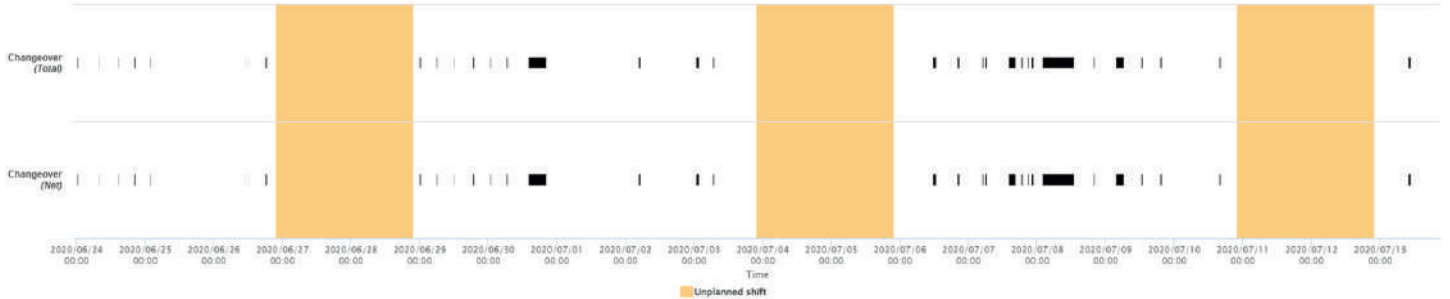 Changeover
(Total)
Changeover
(Net)
2020/06/24 2020/06/25 2020/06/26 2020/06/27 2020/06/28 2020/06/29 2020/06/30 2020/07/01 2020/07/02 2020/07/03 2020/07/04 2020/07/05 2020/07/06 2020/07/07 2020/07/08 2020/07/09 2020/07/10 2020/07/11 2020/07/12 2020/07/15
00:00 00:00 00:00 00:00 00:00 00:00 00:00 00:00 00:00 00:00 00:00 00:00 00:00 00:00 00:00 00:00 00:00 00:00 00:00 00:00
Time
Unplanned shift